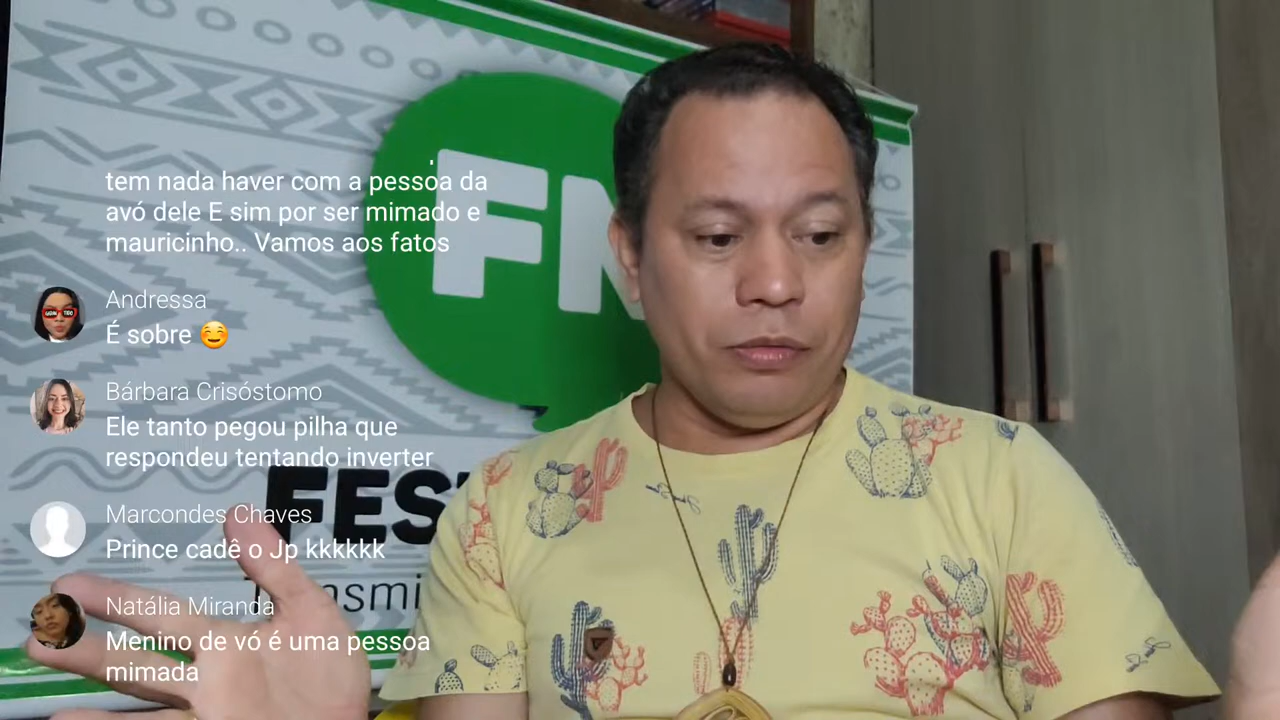 FN
tem nada haver com a pessoa da
avó dele E sim por ser mimado e
mauricinho.. Vamos aos fatos
Andressa
É sobre ☺️
Bárbara Crisóstomo
Ele tanto pegou pilha que
respondeu tentando inverter
FES
Marcondes Chaves
Prince cadê o Jp kkkkkk
Natália Miranda
Menino de vó é uma pessoa
mimada